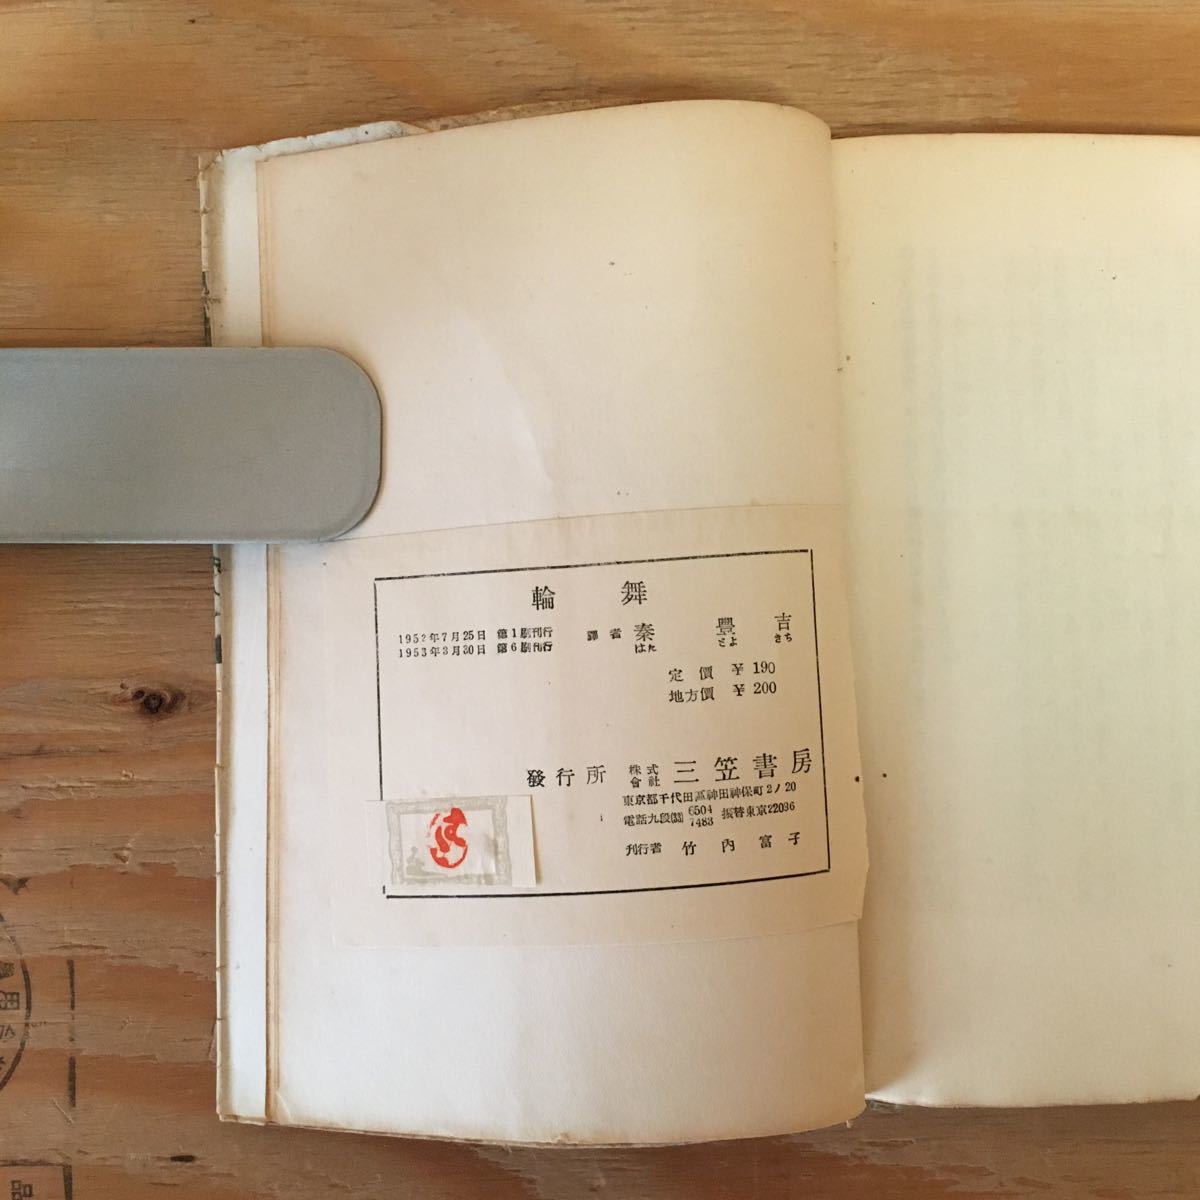 輪舞
1952年7月25日 第1刷刊行
1953年3月30日 第6刷刊行
譯者 秦豐吉
はた とよ きち
定價 ¥190
地方價 ¥200
發行所 株式會社 三笠書房
東京都千代田區神田神保町2ノ20
電話九段(33) 6504 7483 振替東京22096
刊行者 竹內富子
品